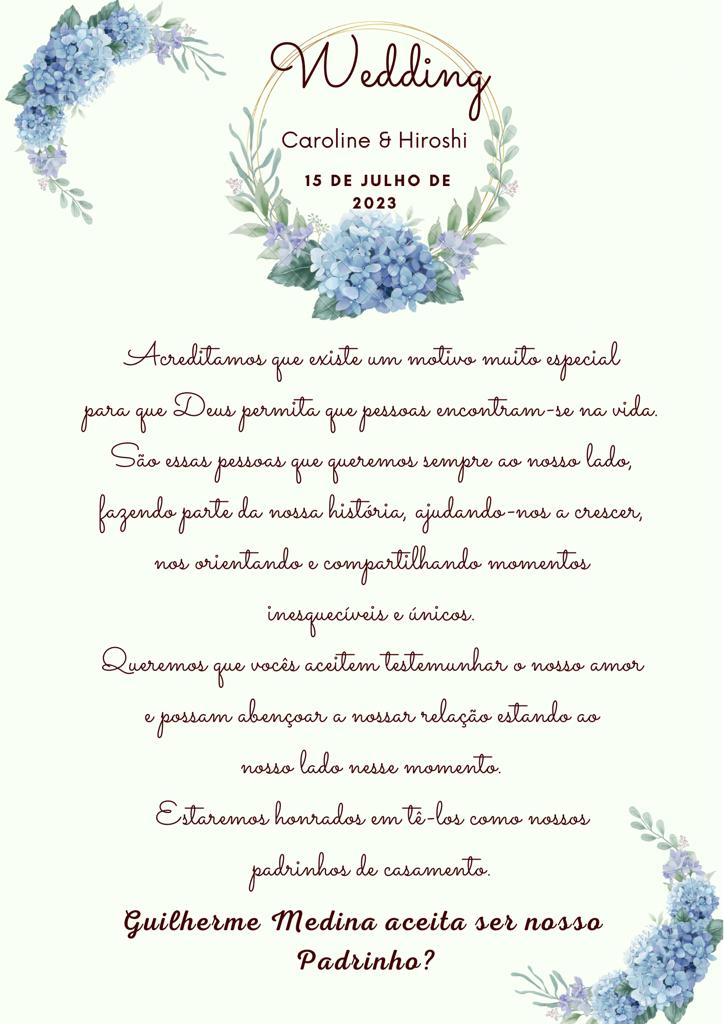 Wedding
Caroline & Hiroshi
15 DE JULHO DE
2023
Acreditamos que existe um motivo muito especial
para que Deus permita que pessoas encontram-se na vida.
São essas pessoas que queremos sempre ao nosso lado,
fazendo parte da nossa história, ajudando-nos a crescer,
nos orientando e compartilhando momentos
inesquecíveis e únicos.
Queremos que vocês aceitem testemunhar o nosso amor
e possam abençoar a nossar relação estando ao
nosso lado nesse momento.
Estaremos honrados em tê-los como nossos
padrinhos de casamento.
Guilherme Medina aceita ser nosso
Padrinho?